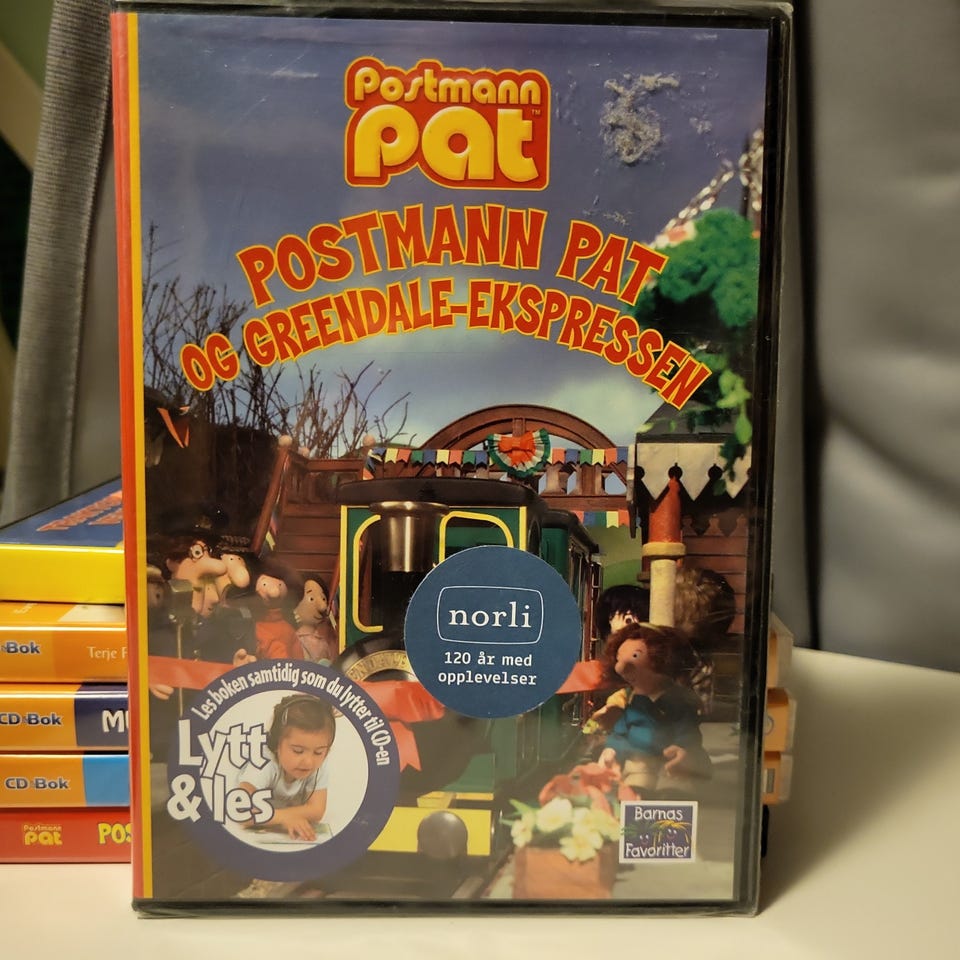 Postmann
Pat™
POSTMANN PAT
OG GREENDALE-EKSPRESSEN
norli
120 år med
opplevelser
Les boken samtidig som du lytter til CD-en
Lytt
& les
Barnas
Favoritter
-Bok
Terje
CD-Bok
CD-Bok
Postmann
Pat